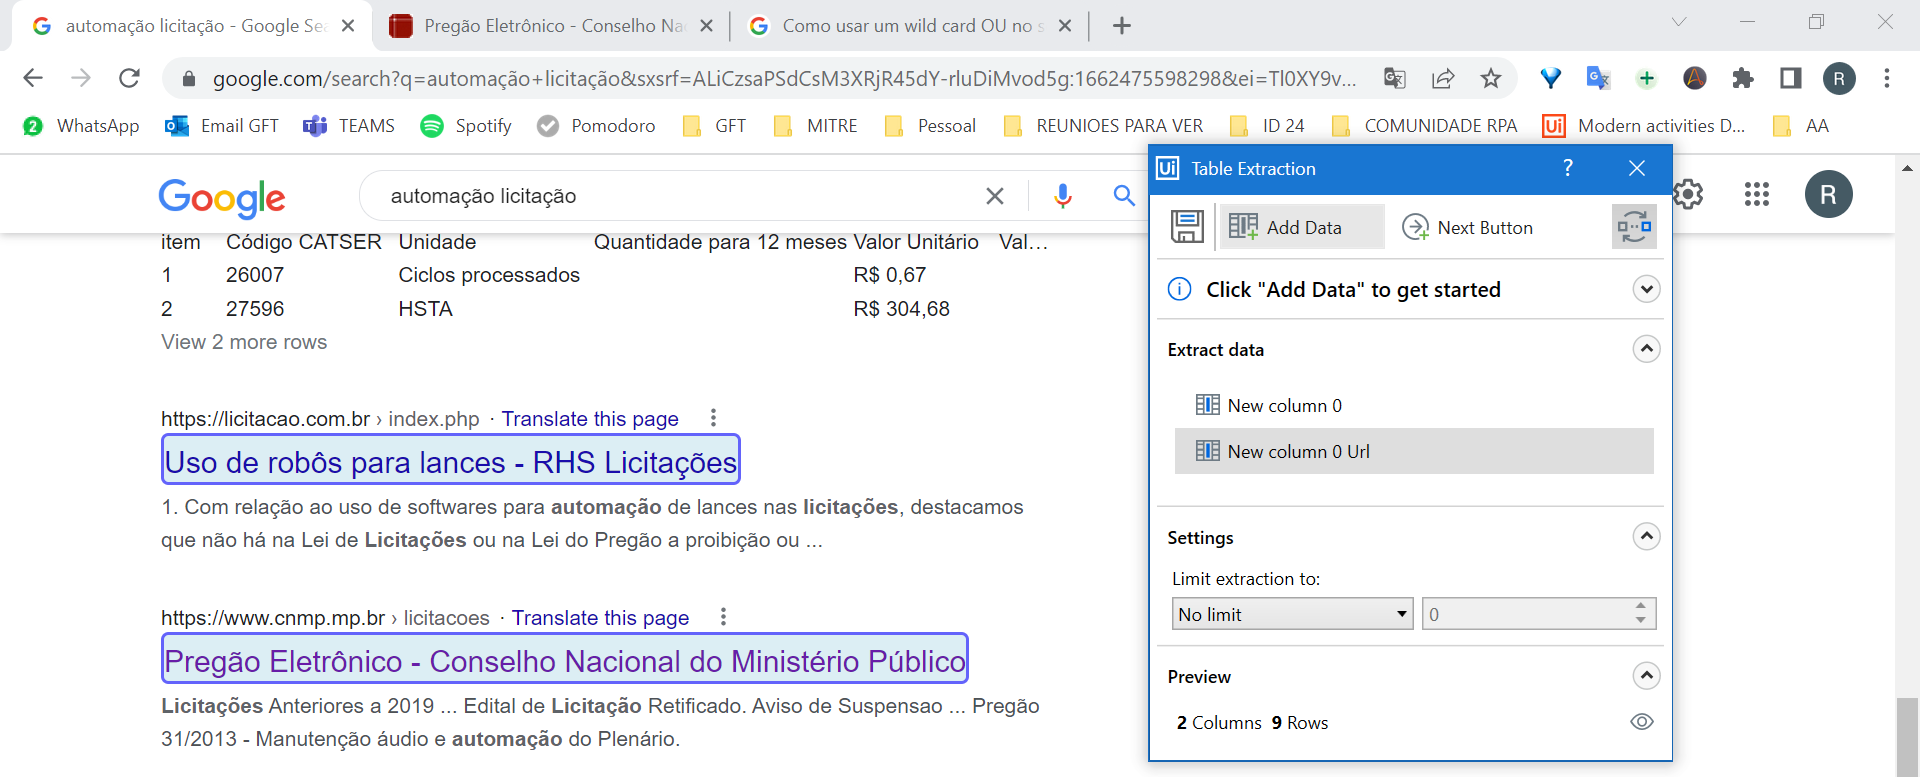 automação licitação - Google Sea
Pregão Eletrônico - Conselho Na
Como usar um wild card OU no s
google.com/search?q=automação+licitação&sxsrf=ALiCzsaPSdCsM3XRjR45dY-rluDiMvod5g:1662475598298&ei=Tl0XY9v...
R
2 WhatsApp
Email GFT
TEAMS
Spotify
Pomodoro
GFT
MITRE
Pessoal
REUNIOES PARA VER
ID 24
COMUNIDADE RPA
Ui Modern activities D...
AA
Google
automação licitação
R
item Código CATSER Unidade Quantidade para 12 meses Valor Unitário Val...
1 26007 Ciclos processados R$ 0,67
2 27596 HSTA R$ 304,68
View 2 more rows
https://licitacao.com.br › index.php · Translate this page
Uso de robôs para lances - RHS Licitações
1. Com relação ao uso de softwares para automação de lances nas licitações, destacamos
que não há na Lei de Licitações ou na Lei do Pregão a proibição ou ...
https://www.cnmp.mp.br › licitacoes · Translate this page
Pregão Eletrônico - Conselho Nacional do Ministério Público
Licitações Anteriores a 2019 ... Edital de Licitação Retificado. Aviso de Suspensao ... Pregão
31/2013 - Manutenção áudio e automação do Plenário.
Ui Table Extraction ?
Add Data
Next Button
Click "Add Data" to get started
Extract data
New column 0
New column 0 Url
Settings
Limit extraction to:
No limit 0
Preview
2 Columns 9 Rows